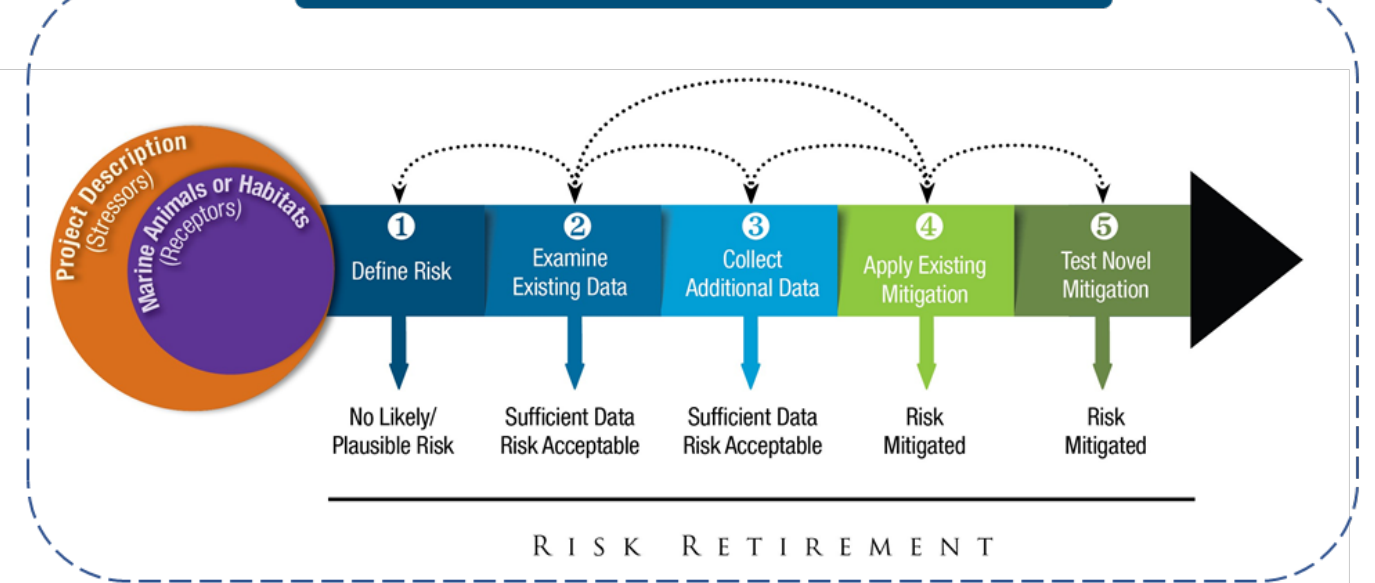 Project Description
(Stressors)
Marine Animals or Habitats
(Receptors)
1
Define Risk
2
Examine
Existing Data
3
Collect
Additional Data
4
Apply Existing
Mitigation
5
Test Novel
Mitigation
No Likely/
Plausible Risk
Sufficient Data
Risk Acceptable
Sufficient Data
Risk Acceptable
Risk
Mitigated
Risk
Mitigated
RISK RETIREMENT